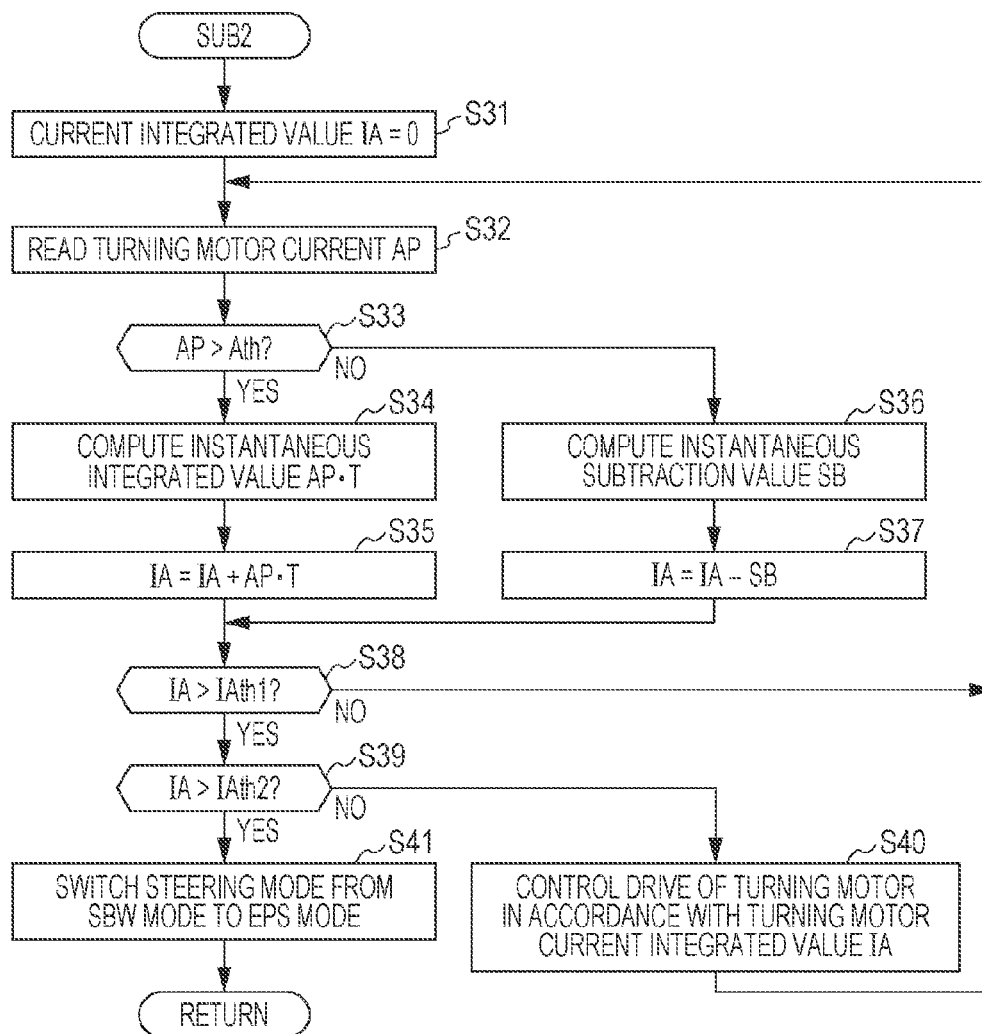 SUB2
S31
CURRENT INTEGRATED VALUE IA = 0
S32
READ TURNING MOTOR CURRENT AP
S33
AP > Ath?
NO
YES
S34
COMPUTE INSTANTANEOUS
INTEGRATED VALUE AP·T
S36
COMPUTE INSTANTANEOUS
SUBTRACTION VALUE SB
S35
IA = IA + AP·T
S37
IA = IA – SB
S38
IA > IAth1?
NO
YES
S39
IA > IAth2?
NO
YES
S41
SWITCH STEERING MODE FROM
SBW MODE TO EPS MODE
S40
CONTROL DRIVE OF TURNING MOTOR
IN ACCORDANCE WITH TURNING MOTOR
CURRENT INTEGRATED VALUE IA
RETURN